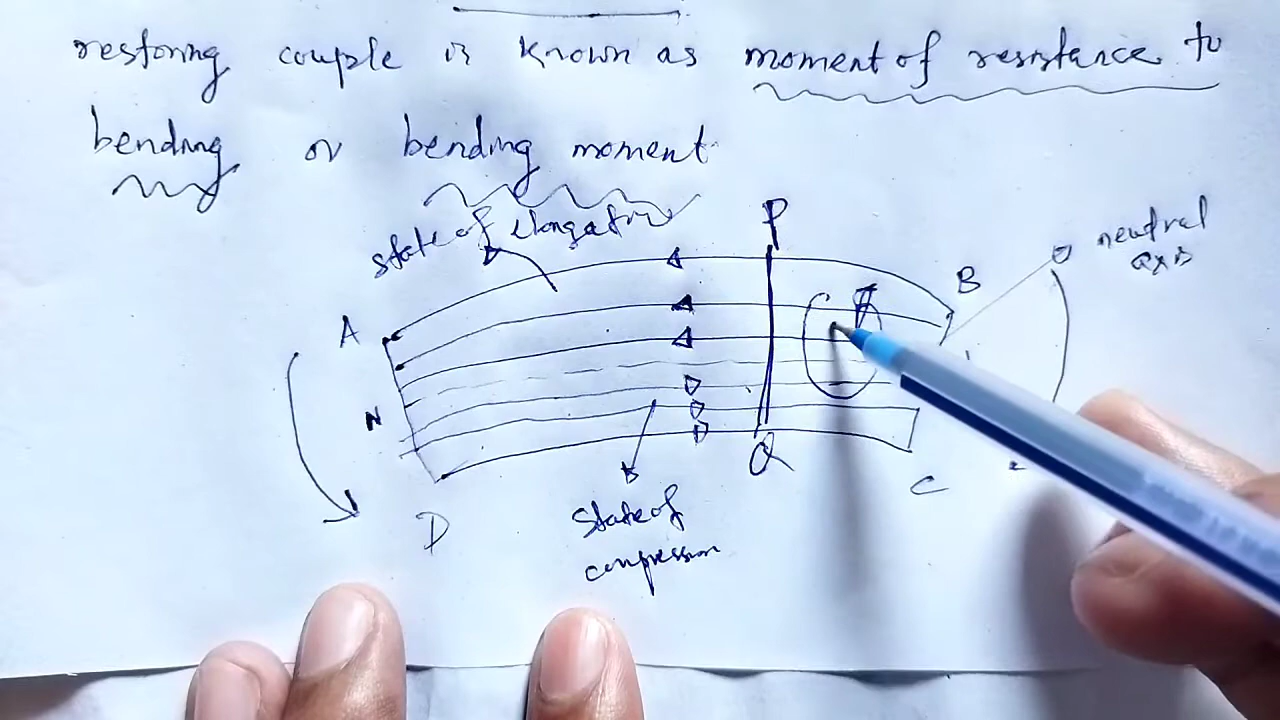 restoring couple is known as moment of resistance to
bending or bending moment
state of elongation
P
neutral
axis
B
A
N
Q
C
D
State of
compression